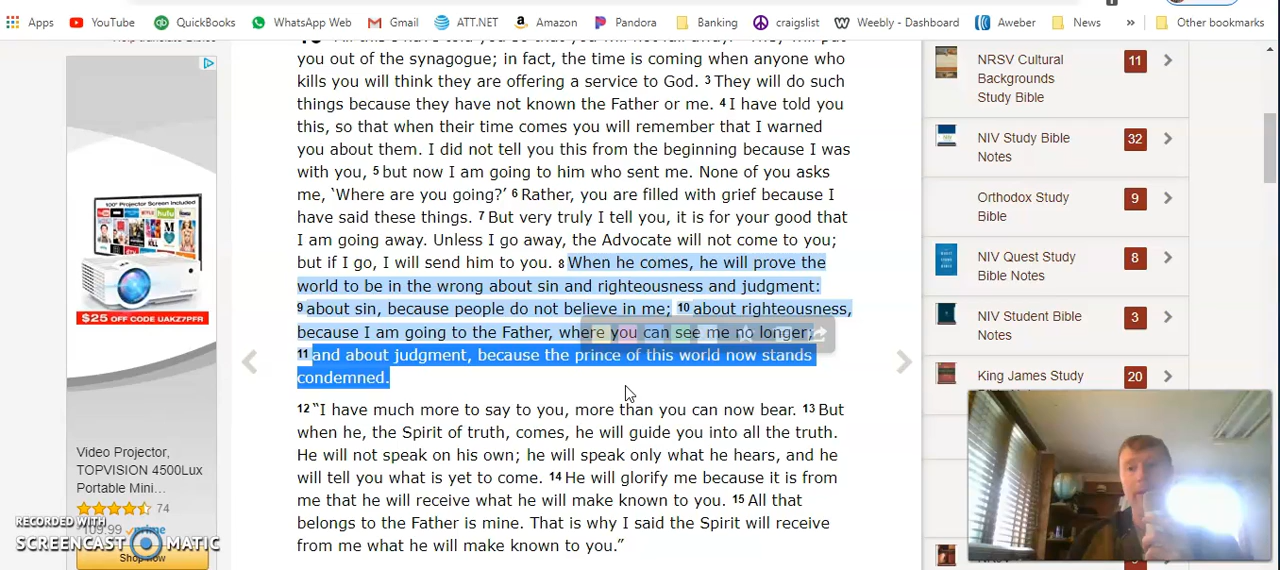 Apps YouTube QuickBooks WhatsApp Web Gmail ATT.NET Amazon Pandora Banking craigslist Weebly - Dashboard Aweber News » Other bookmarks
you out of the synagogue; in fact, the time is coming when anyone who
kills you will think they are offering a service to God. 3 They will do such
things because they have not known the Father or me. 4 I have told you
this, so that when their time comes you will remember that I warned
you about them. I did not tell you this from the beginning because I was
with you, 5 but now I am going to him who sent me. None of you asks
me, ‘Where are you going?’ 6 Rather, you are filled with grief because I
have said these things. 7 But very truly I tell you, it is for your good that
I am going away. Unless I go away, the Advocate will not come to you;
but if I go, I will send him to you. 8 When he comes, he will prove the
world to be in the wrong about sin and righteousness and judgment:
9 about sin, because people do not believe in me; 10 about righteousness,
because I am going to the Father, where you can see me no longer;
11 and about judgment, because the prince of this world now stands
condemned.
12 “I have much more to say to you, more than you can now bear. 13 But
when he, the Spirit of truth, comes, he will guide you into all the truth.
He will not speak on his own; he will speak only what he hears, and he
will tell you what is yet to come. 14 He will glorify me because it is from
me that he will receive what he will make known to you. 15 All that
belongs to the Father is mine. That is why I said the Spirit will receive
from me what he will make known to you.”
$25 OFF CODE UAKZ7PFR
Video Projector,
TOPVISION 4500Lux
Portable Mini...
74
prime
Shop now
RECORDED WITH
SCREENCAST MATIC
NRSV Cultural
Backgrounds
Study Bible
11
NIV Study Bible
Notes
32
Orthodox Study
Bible
9
NIV Quest Study
Bible Notes
8
NIV Student Bible
Notes
3
King James Study
20